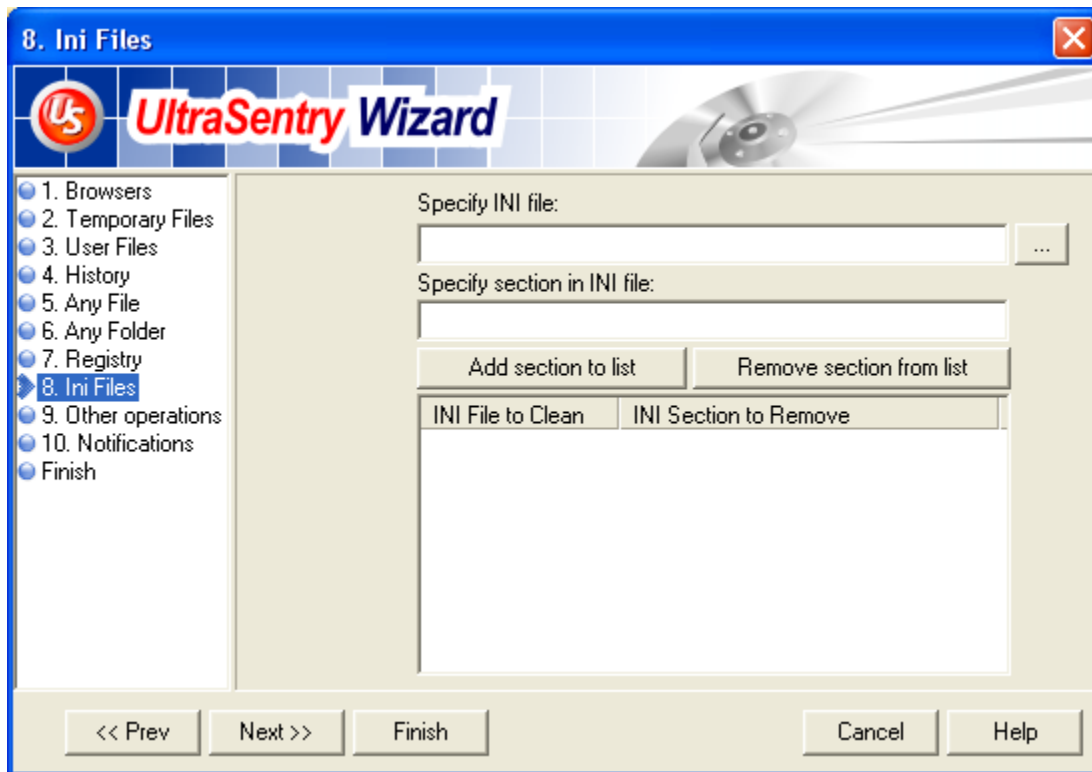 8. Ini Files
US UltraSentry Wizard
1. Browsers
2. Temporary Files
3. User Files
4. History
5. Any File
6. Any Folder
7. Registry
8. Ini Files
9. Other operations
10. Notifications
Finish
Specify INI file:
...
Specify section in INI file:
Add section to list Remove section from list
INI File to Clean INI Section to Remove
<< Prev Next >> Finish Cancel Help